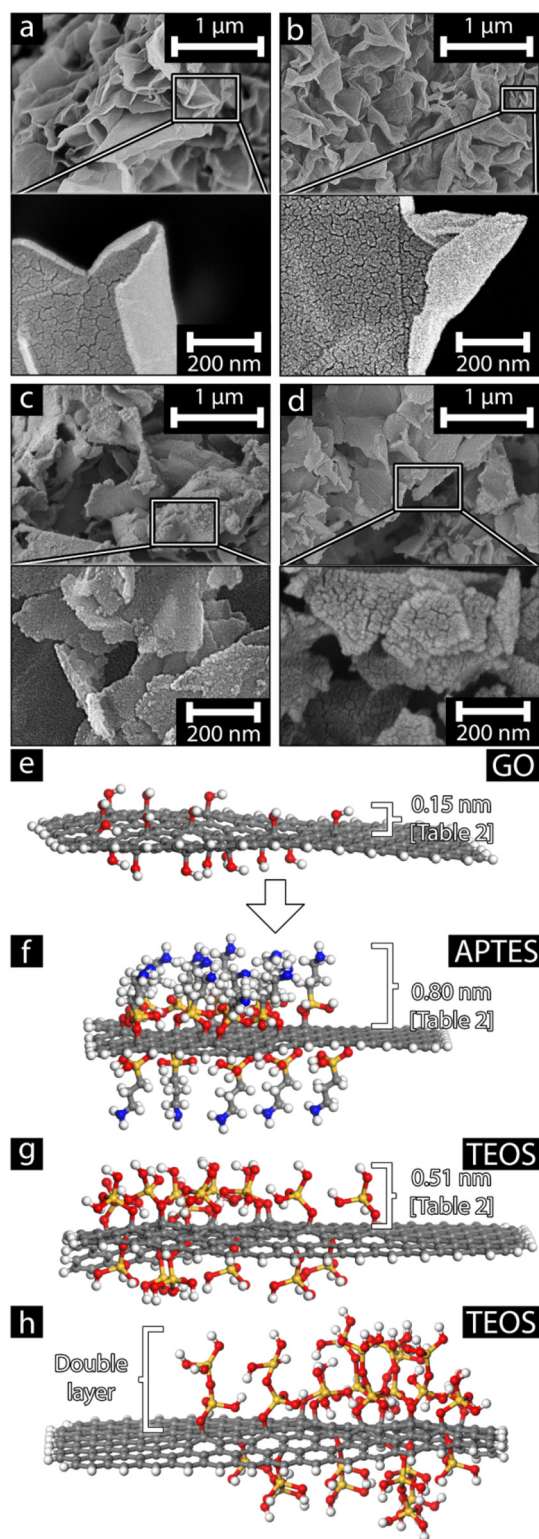 a
1 µm
b
1 µm
200 nm
200 nm
c
1 µm
d
1 µm
200 nm
200 nm
e
GO
0.15 nm
[Table 2]
f
APTES
0.80 nm
[Table 2]
g
TEOS
0.51 nm
[Table 2]
h
TEOS
Double
layer